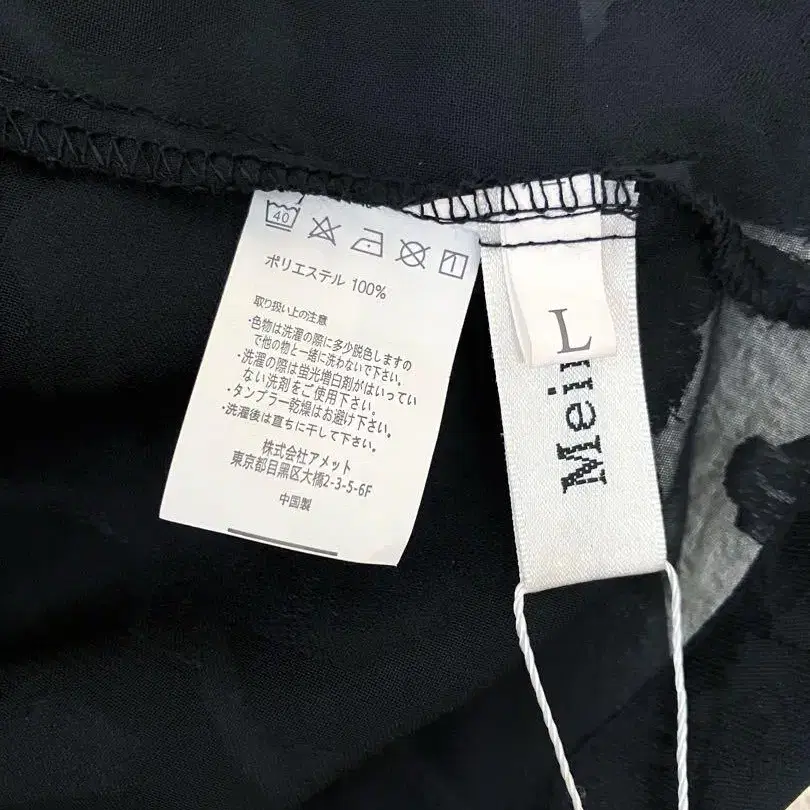 40
ポリエステル 100%
取り扱い上の注意
・色物は洗濯の際に多少脱色しますの
で他の物と一緒に洗わないで下さい。
・洗濯の際は蛍光増白剤がはいってい
ない洗剤をご使用下さい。
・タンブラー乾燥はお避け下さい。
・洗濯後は直ちに干して下さい。
株式会社アメット
東京都目黒区大橋2-3-5-6F
中国製
L